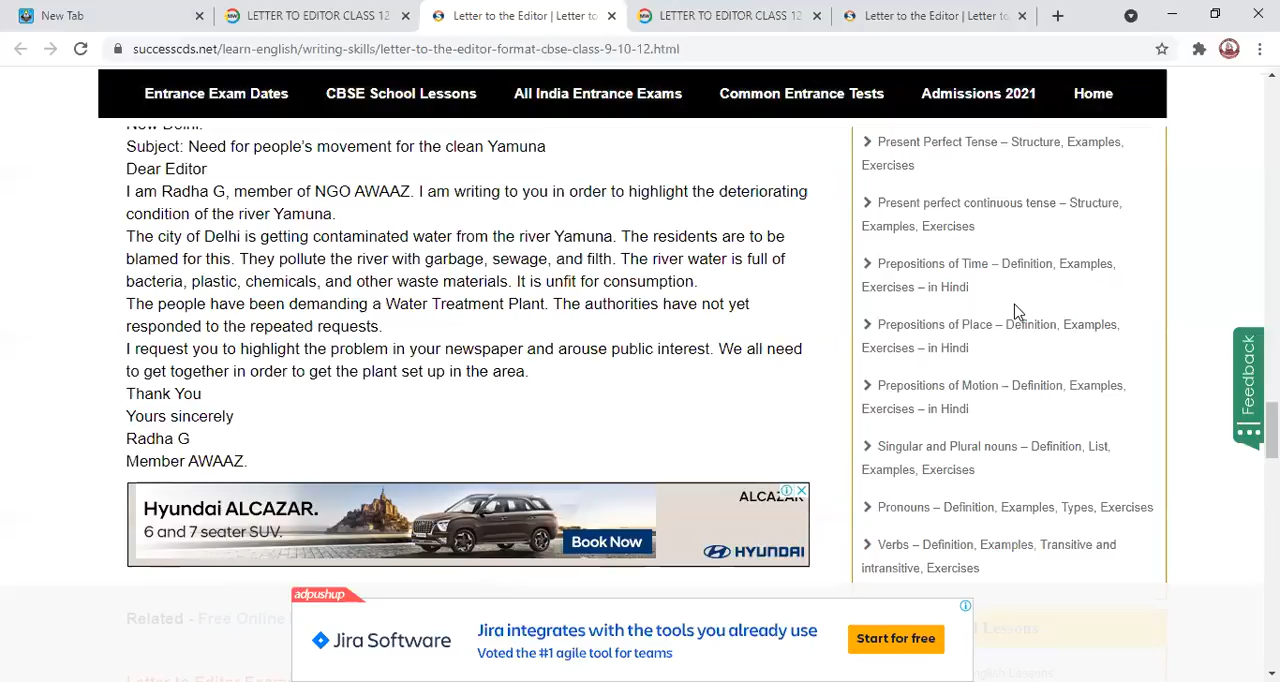 New Tab
LETTER TO EDITOR CLASS 12
Letter to the Editor | Letter to
LETTER TO EDITOR CLASS 12
Letter to the Editor | Letter to
successcds.net/learn-english/writing-skills/letter-to-the-editor-format-cbse-class-9-10-12.html
Entrance Exam Dates CBSE School Lessons All India Entrance Exams Common Entrance Tests Admissions 2021 Home
New Delhi.
Subject: Need for people's movement for the clean Yamuna
Dear Editor
I am Radha G, member of NGO AWAAZ. I am writing to you in order to highlight the deteriorating
condition of the river Yamuna.
The city of Delhi is getting contaminated water from the river Yamuna. The residents are to be
blamed for this. They pollute the river with garbage, sewage, and filth. The river water is full of
bacteria, plastic, chemicals, and other waste materials. It is unfit for consumption.
The people have been demanding a Water Treatment Plant. The authorities have not yet
responded to the repeated requests.
I request you to highlight the problem in your newspaper and arouse public interest. We all need
to get together in order to get the plant set up in the area.
Thank You
Yours sincerely
Radha G
Member AWAAZ.
Hyundai ALCAZAR.
6 and 7 seater SUV.
Book Now
ALCAZAR
HYUNDAI
Present Perfect Tense – Structure, Examples,
Exercises
Present perfect continuous tense – Structure,
Examples, Exercises
Prepositions of Time – Definition, Examples,
Exercises – in Hindi
Prepositions of Place – Definition, Examples,
Exercises – in Hindi
Prepositions of Motion – Definition, Examples,
Exercises – in Hindi
Singular and Plural nouns – Definition, List,
Examples, Exercises
Pronouns – Definition, Examples, Types, Exercises
Verbs – Definition, Examples, Transitive and
intransitive, Exercises
Feedback
Related - Free Online
Lessons
English Lessons
adpushup
Jira Software
Jira integrates with the tools you already use
Voted the #1 agile tool for teams
Start for free